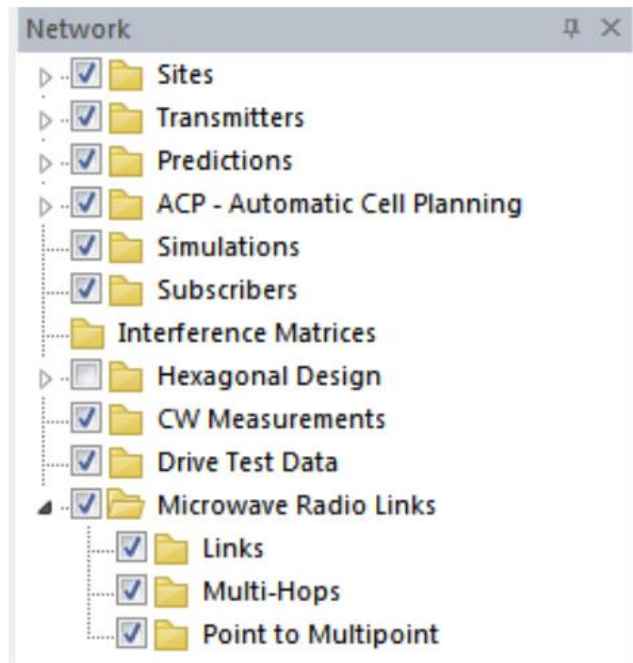 Network
Sites
Transmitters
Predictions
ACP - Automatic Cell Planning
Simulations
Subscribers
Interference Matrices
Hexagonal Design
CW Measurements
Drive Test Data
Microwave Radio Links
Links
Multi-Hops
Point to Multipoint